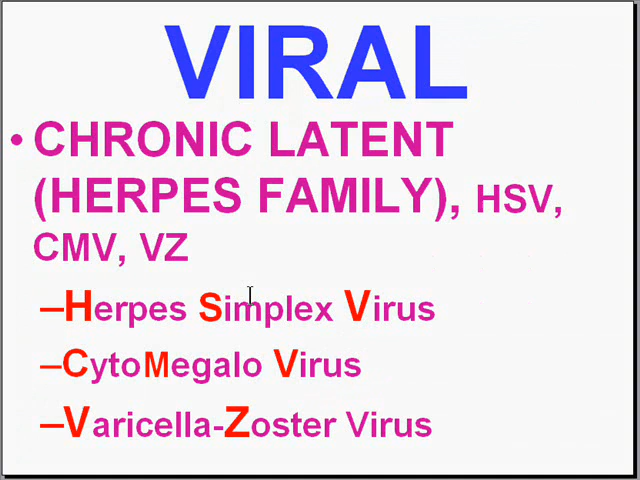 VIRAL
• CHRONIC LATENT
(HERPES FAMILY), HSV,
CMV, VZ
–Herpes Simplex Virus
–CytoMegalo Virus
–Varicella-Zoster Virus